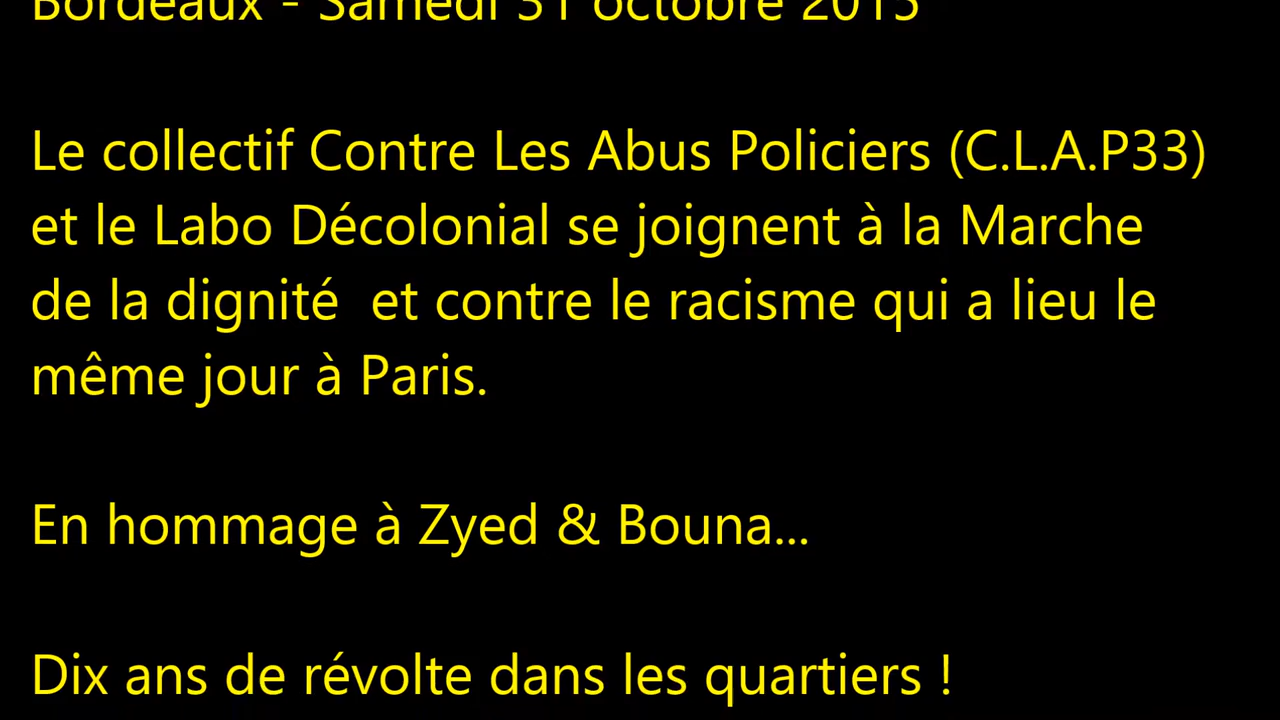 Bordeaux - Samedi 31 octobre 2015
Le collectif Contre Les Abus Policiers (C.L.A.P33)
et le Labo Décolonial se joignent à la Marche
de la dignité  et contre le racisme qui a lieu le
même jour à Paris.
En hommage à Zyed & Bouna...
Dix ans de révolte dans les quartiers !